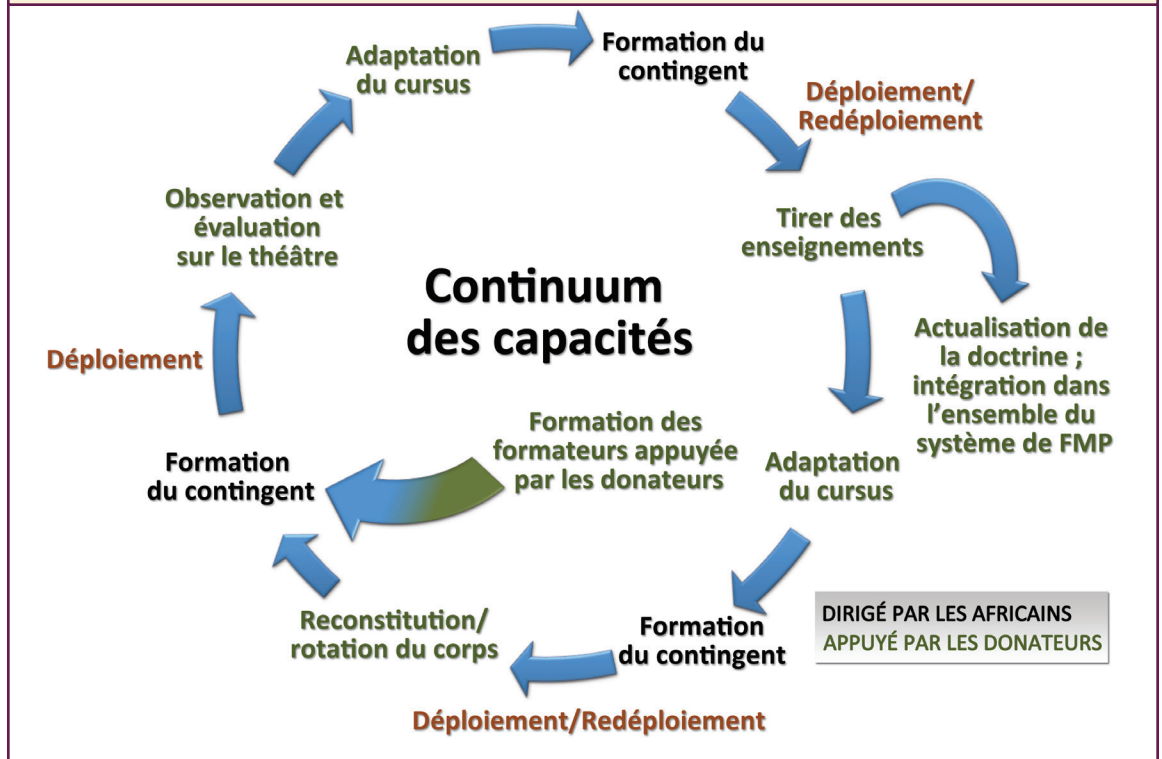 Adaptation
du cursus
Formation du
contingent
Déploiement/
Redéploiement
Tirer des
enseignements
Actualisation de
la doctrine ;
intégration dans
l’ensemble du
système de FMP
Adaptation
du cursus
Formation
du contingent
Déploiement/Redéploiement
Reconstitution/
rotation du corps
Formation
du contingent
Formation des
formateurs appuyée
par les donateurs
Déploiement
Observation et
évaluation
sur le théâtre
Continuum
des capacités
DIRIGÉ PAR LES AFRICAINS
APPUYÉ PAR LES DONATEURS